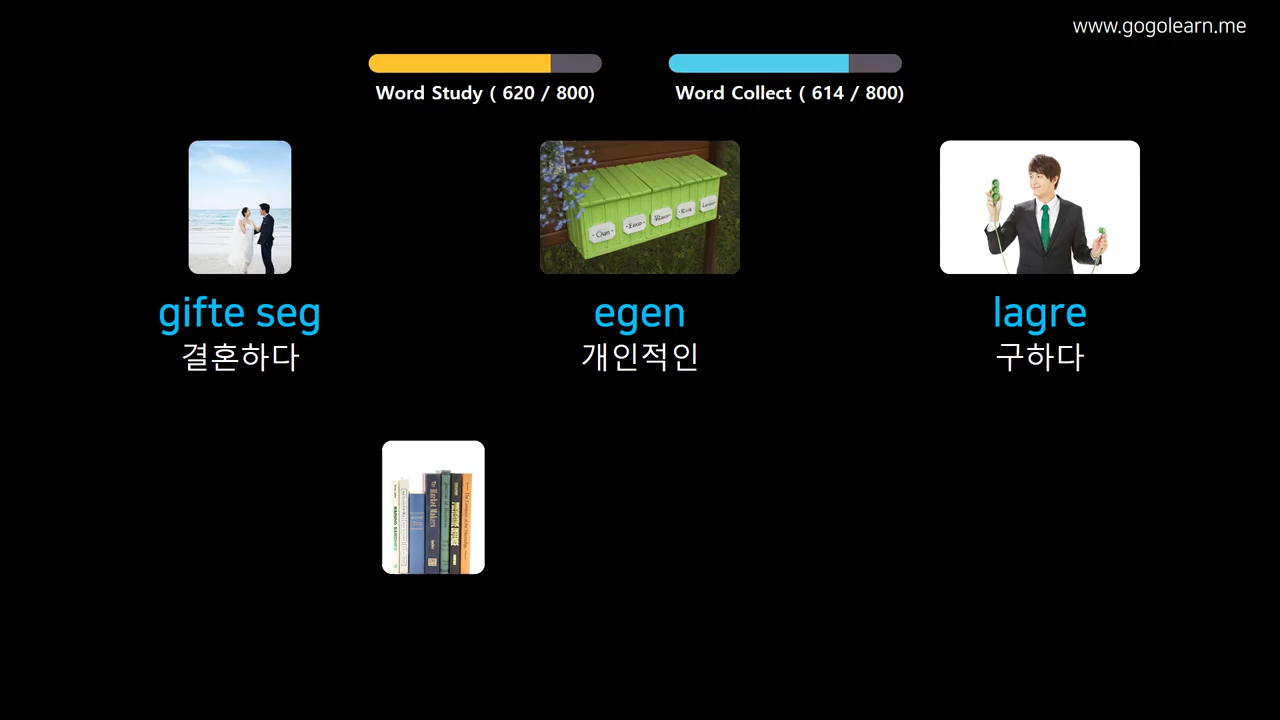 www.gogolearn.me
Word Study ( 620 / 800)
Word Collect ( 614 / 800)
gifte seg
egen
lagre
결혼하다
개인적인
구하다